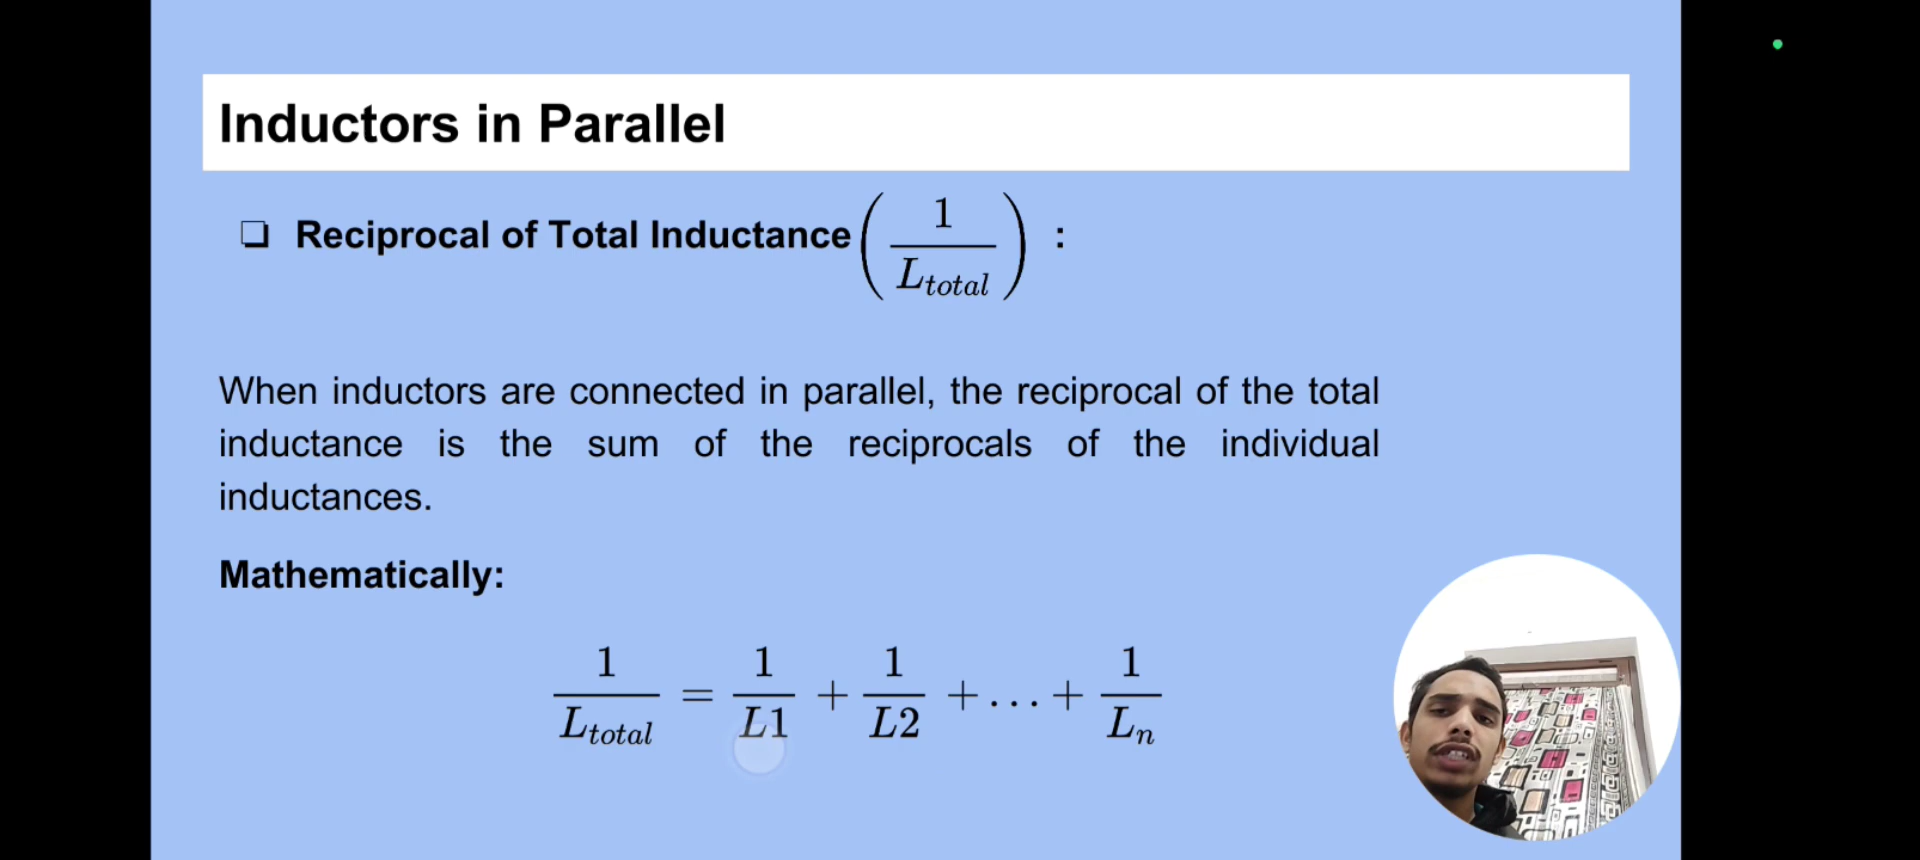 Inductors in Parallel
❏ Reciprocal of Total Inductance (1/L_total) :
When inductors are connected in parallel, the reciprocal of the total
inductance is the sum of the reciprocals of the individual
inductances.
Mathematically:
1/L_total = 1/L1 + 1/L2 + ... + 1/L_n